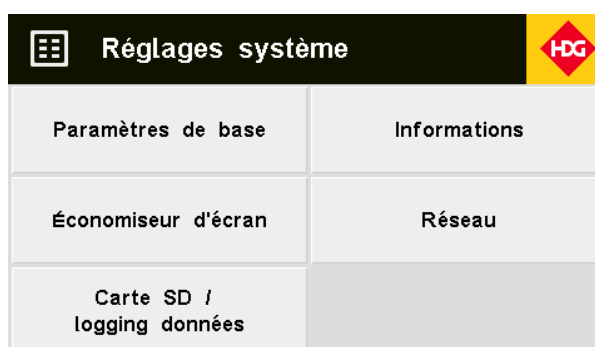 Réglages système
HDG
Paramètres de base
Informations
Économiseur d'écran
Réseau
Carte SD /
logging données